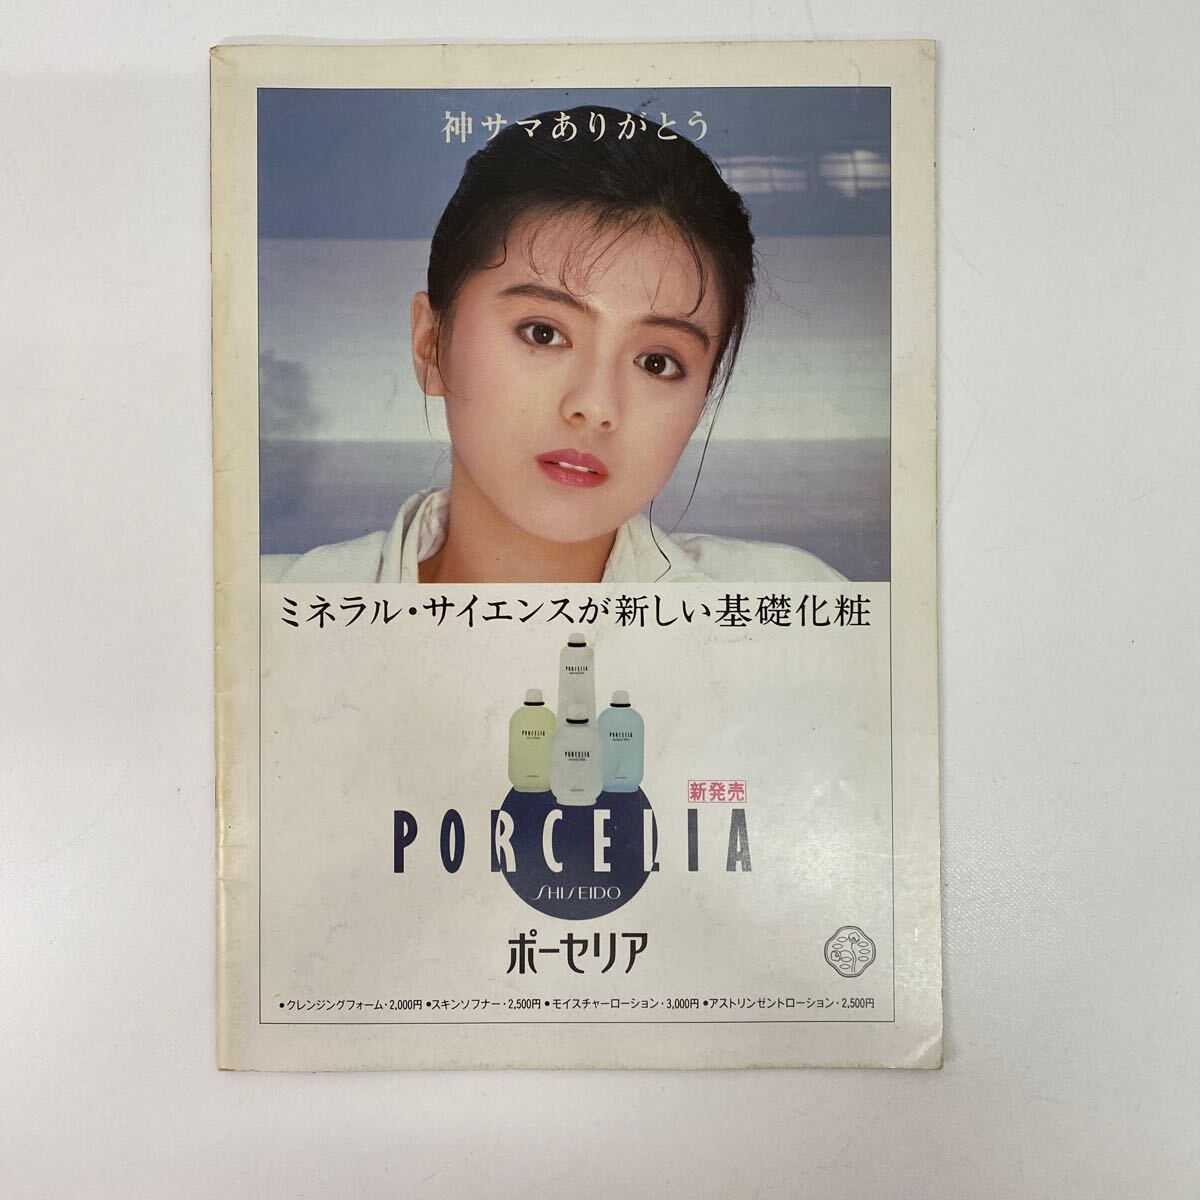 神サマありがとう
ミネラル・サイエンスが新しい基礎化粧
PORCELIA
PORCELIA
PORCELIA
PORCELIA
新発売
PORCELIA
SHISEIDO
ポーセリア
●クレンジングフォーム・2,000円 ●スキンソフナー・2,500円 ●モイスチャーローション・3,000円 ●アストリンゼントローション・2,500円